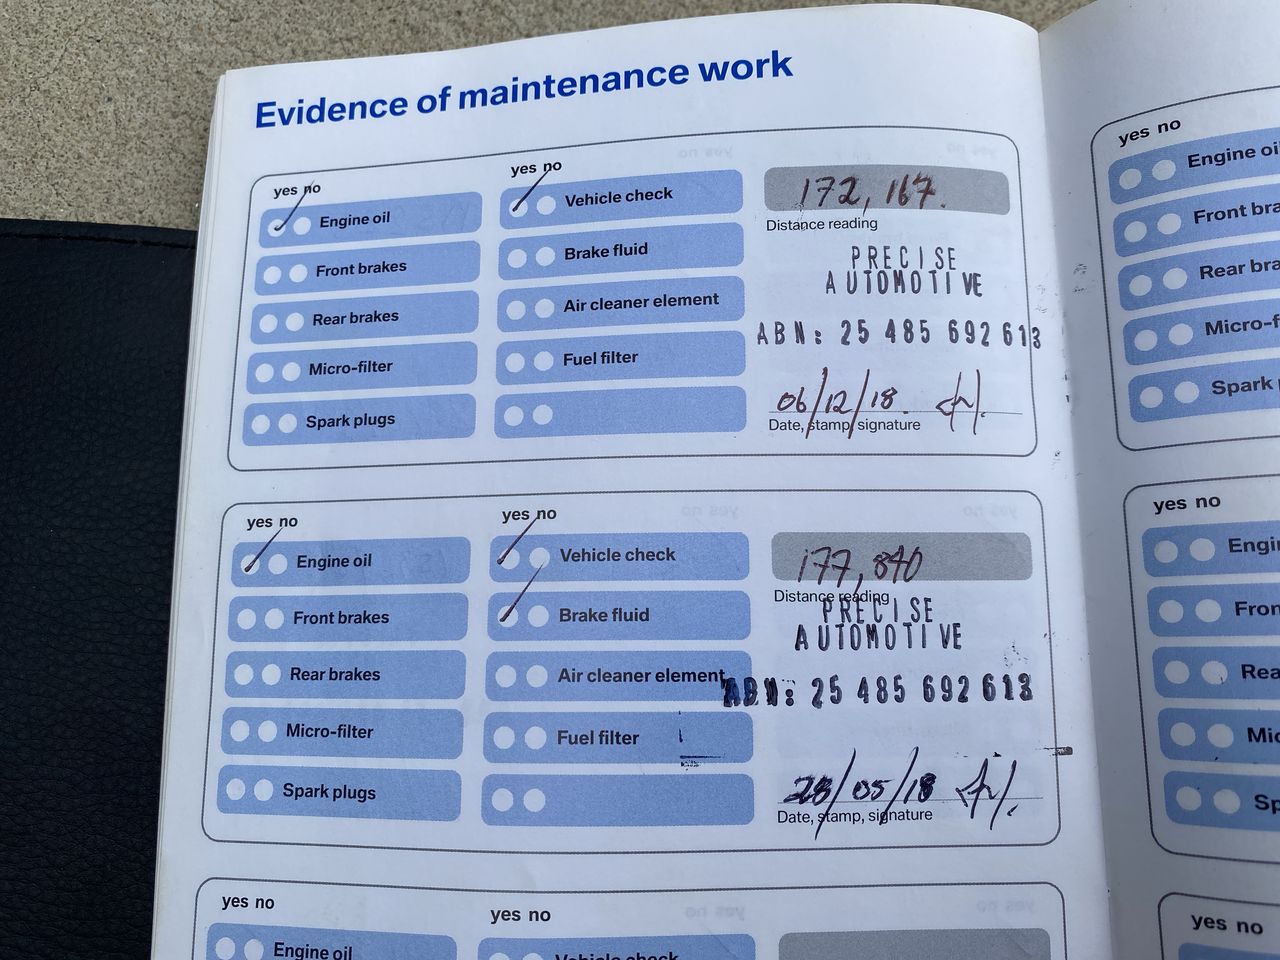 Evidence of maintenance work
yes no
Engine oil
Front brakes
Rear brakes
Micro-filter
Spark plugs
yes no
Vehicle check
Brake fluid
Air cleaner element
Fuel filter
172,167.
Distance reading
PRECISE
AUTOMOTIVE
ABN: 25 485 692 613
06/12/18.
Date, stamp, signature
yes no
Engine oil
Front brakes
Rear brakes
Micro-filter
Spark plugs
yes no
Vehicle check
Brake fluid
Air cleaner element
Fuel filter
177,840
Distance reading
PRECISE
AUTOMOTIVE
ABN: 25 485 692 613
28/05/18
Date, stamp, signature
yes no
Engine oil
yes no
Vehicle check
yes no
Engine oi
Front bra
Rear bra
Micro-f
Spark
yes no
Engi
Fron
Rea
Mic
Sp
yes no